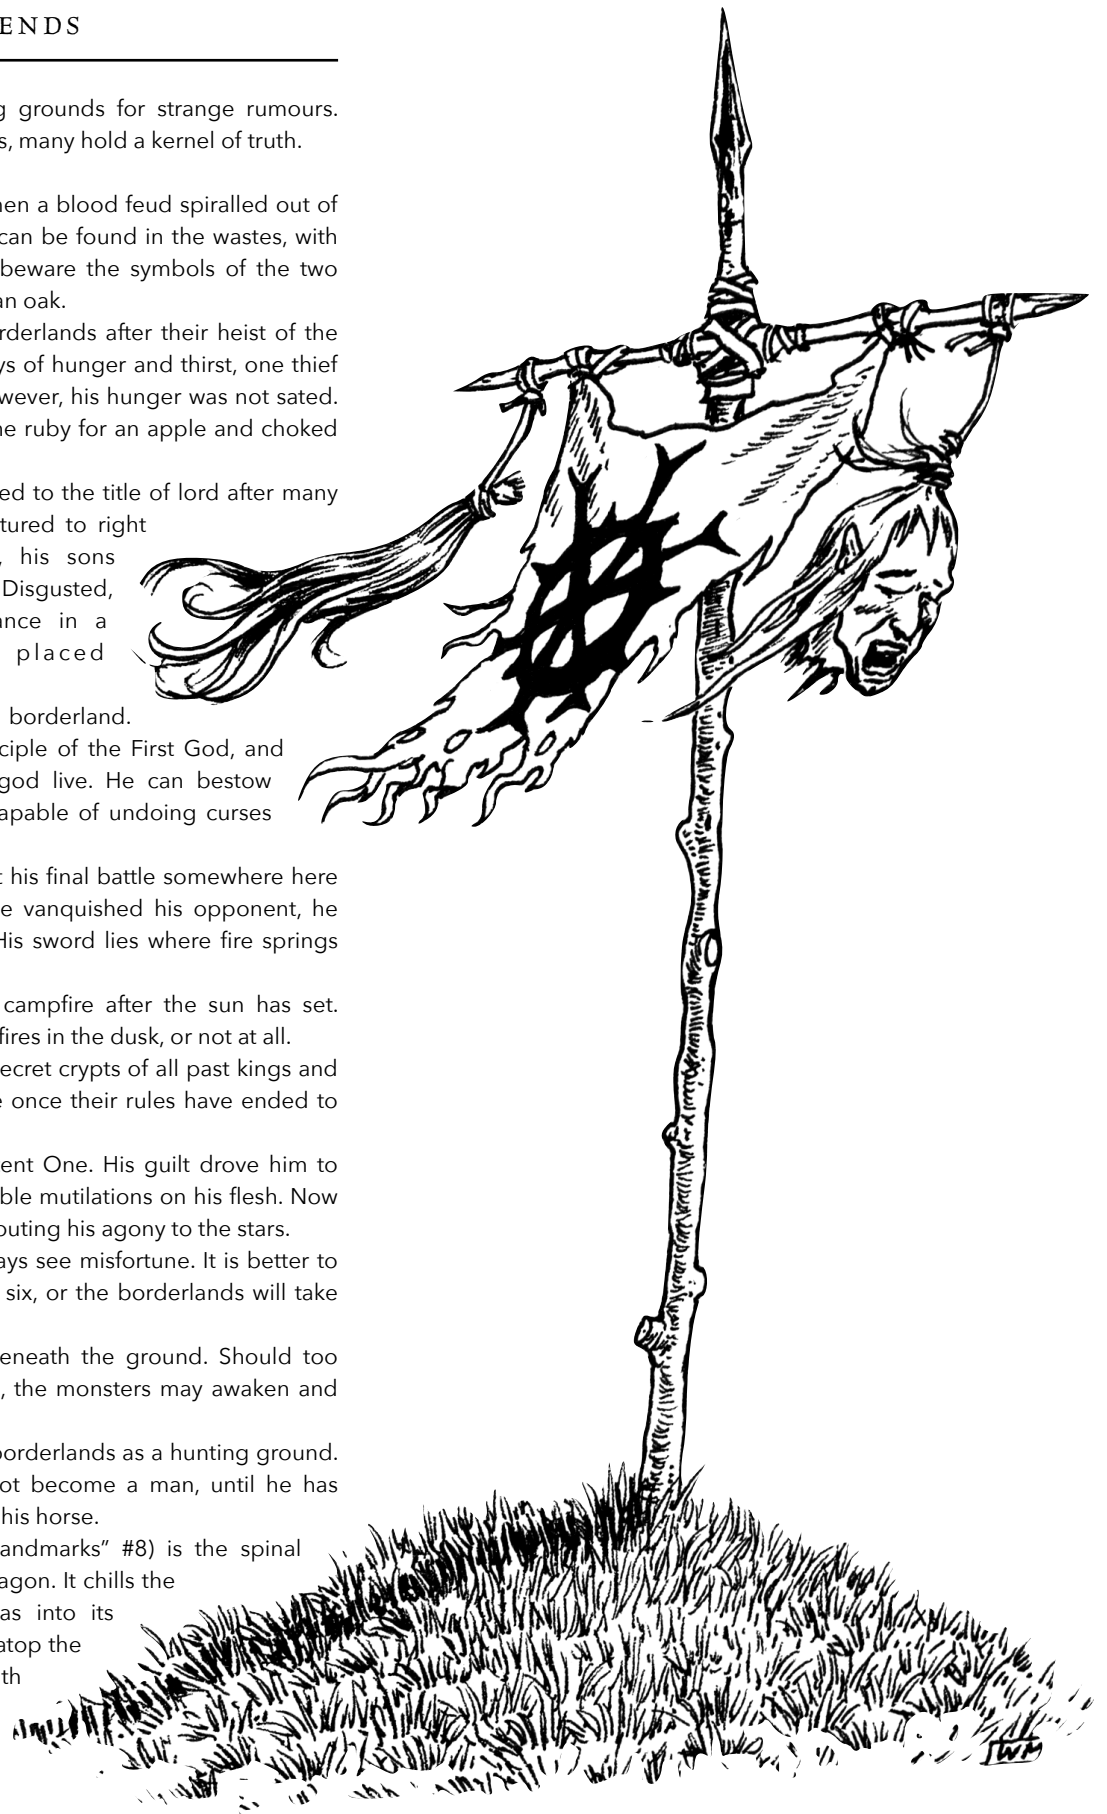 ENDS
g grounds for strange rumours.
s, many hold a kernel of truth.
hen a blood feud spiralled out of
can be found in the wastes, with
beware the symbols of the two
an oak.
orderlands after their heist of the
ys of hunger and thirst, one thief
wever, his hunger was not sated.
he ruby for an apple and choked
ed to the title of lord after many
tured to right
, his sons
Disgusted,
ance in a
placed
borderland.
ciple of the First God, and
god live. He can bestow
apable of undoing curses
t his final battle somewhere here
e vanquished his opponent, he
His sword lies where fire springs
campfire after the sun has set.
fires in the dusk, or not at all.
secret crypts of all past kings and
e once their rules have ended to
ent One. His guilt drove him to
ble mutilations on his flesh. Now
outing his agony to the stars.
ays see misfortune. It is better to
six, or the borderlands will take
eneath the ground. Should too
, the monsters may awaken and
borderlands as a hunting ground.
ot become a man, until he has
his horse.
andmarks” #8) is the spinal
agon. It chills the
as into its
atop the
th